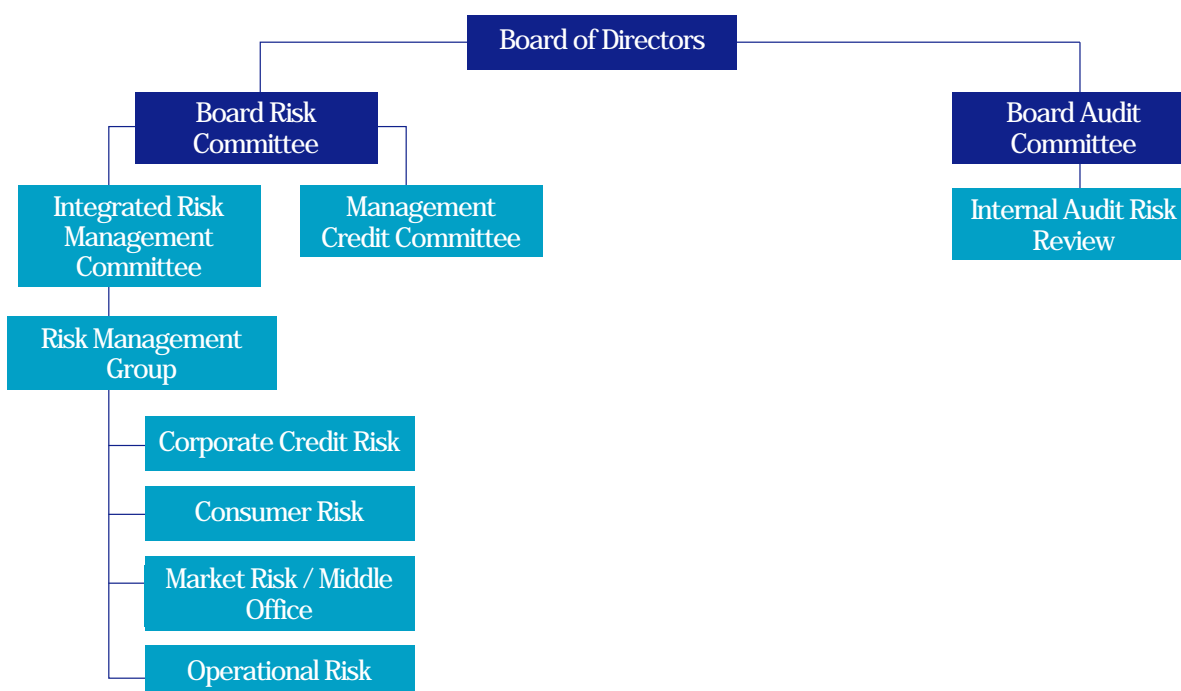 Board of Directors
Board Risk
Committee
Board Audit
Committee
Integrated Risk
Management
Committee
Management
Credit Committee
Internal Audit Risk
Review
Risk Management
Group
Corporate Credit Risk
Consumer Risk
Market Risk / Middle
Office
Operational Risk